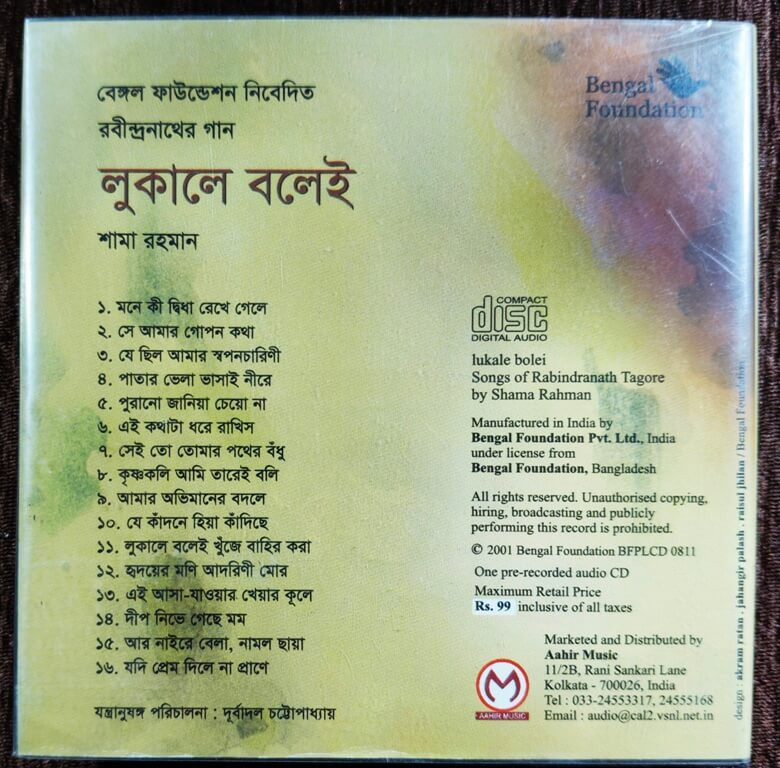 বেঙ্গল ফাউন্ডেশন নিবেদিত
রবীন্দ্রনাথের গান
লুকালে বলেই
শামা রহমান
১. মনে কী দ্বিধা রেখে গেলে
২. সে আমার গোপন কথা
৩. যে ছিল আমার স্বপনচারিণী
৪. পাতার ভেলা ভাসাই নীরে
৫. পুরানো জানিয়া চেয়ো না
৬. এই কথাটা ধরে রাখিস
৭. সেই তো তোমার পথের বঁধু
৮. কৃষ্ণকলি আমি তারেই বলি
৯. আমার অভিমানের বদলে
১০. যে কাঁদনে হিয়া কাঁদিছে
১১. লুকালে বলেই খুঁজে বাহির করা
১২. হৃদয়ের মণি আদরিণী মোর
১৩. এই আসা-যাওয়ার খেয়ার কূলে
১৪. দীপ নিভে গেছে মম
১৫. আর নাইরে বেলা, নামল ছায়া
১৬. যদি প্রেম দিলে না প্রাণে
যন্ত্রানুষঙ্গ পরিচালনা : দূর্বাদল চট্টোপাধ্যায়
Bengal
Foundation
COMPACT
disc
DIGITAL AUDIO
lukale bolei
Songs of Rabindranath Tagore
by Shama Rahman
Manufactured in India by
Bengal Foundation Pvt. Ltd., India
under license from
Bengal Foundation, Bangladesh
All rights reserved. Unauthorised copying,
hiring, broadcasting and publicly
performing this record is prohibited.
© 2001 Bengal Foundation BFPLCD 0811
One pre-recorded audio CD
Maximum Retail Price
Rs. 99 inclusive of all taxes
Marketed and Distributed by
Aahir Music
11/2B, Rani Sankari Lane
Kolkata - 700026, India
Tel : 033-24553317, 24555168
Email : audio@cal2.vsnl.net.in
AAHIR MUSIC
design : akram ratan . jahangir palash . raisul jhilan / Bengal Foundation